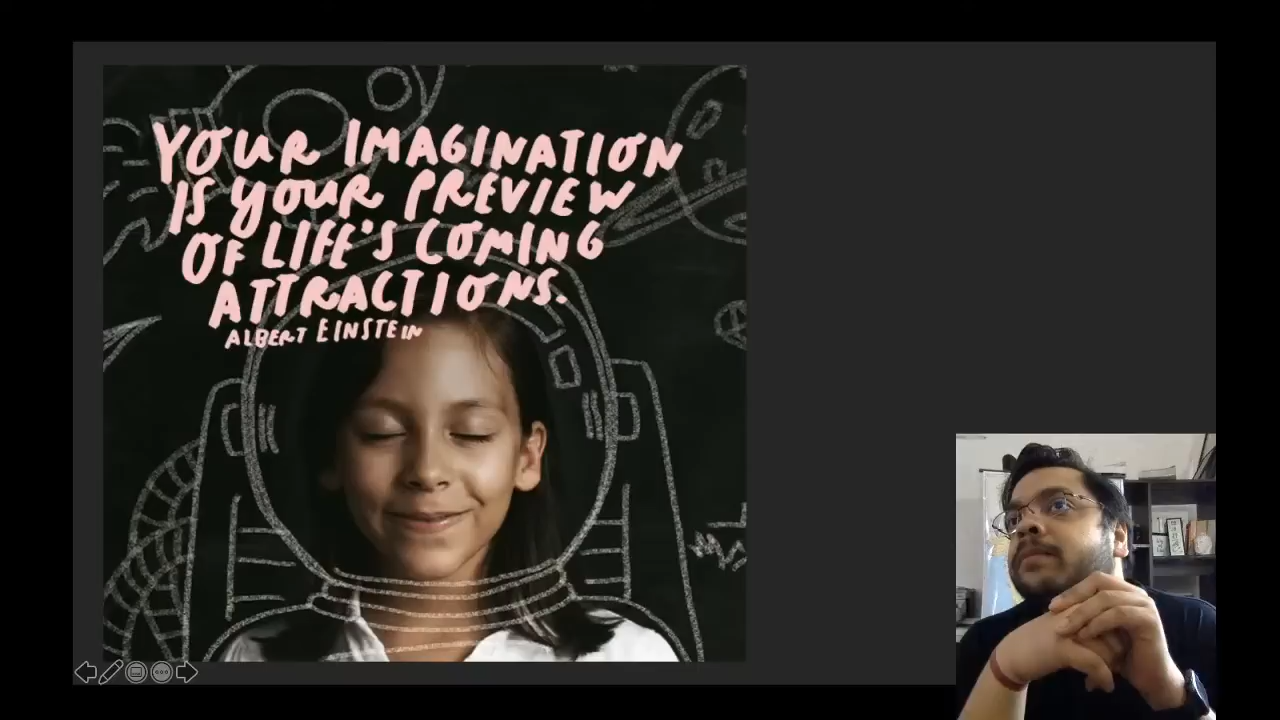 YOUR IMAGINATION
IS YOUR PREVIEW
OF LIFE'S COMING
ATTRACTIONS.
ALBERT EINSTEIN